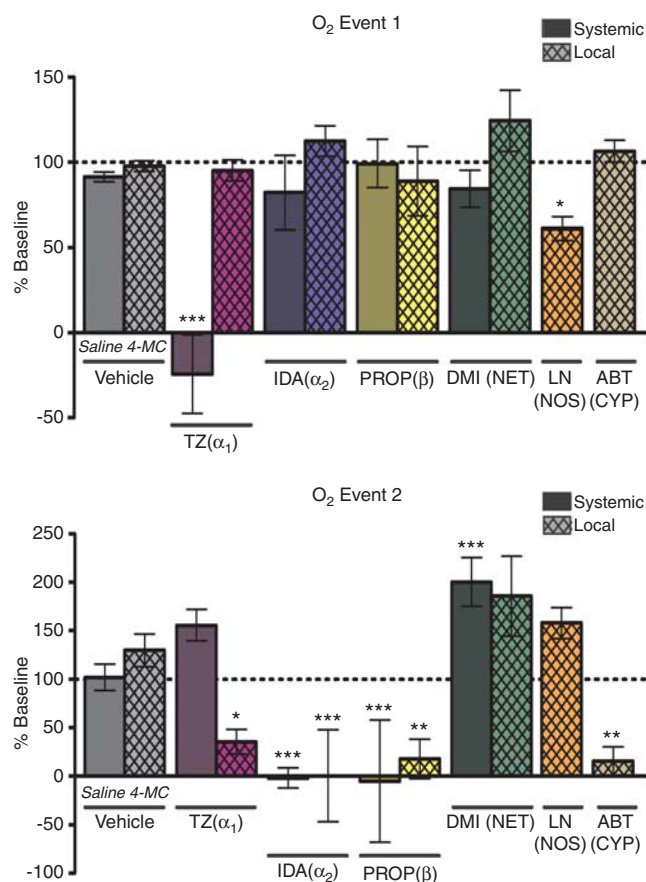 O₂ Event 1
Systemic
Local
% Baseline
150
100
50
0
-50
***
*
Saline 4-MC
Vehicle
TZ(α₁)
IDA(α₂)
PROP(β)
DMI (NET)
LN
(NOS)
ABT
(CYP)
O₂ Event 2
Systemic
Local
% Baseline
250
200
150
100
50
0
-50
-100
*
***
***
***
**
***
**
Saline 4-MC
Vehicle
TZ(α₁)
IDA(α₂)
PROP(β)
DMI (NET)
LN
(NOS)
ABT
(CYP)